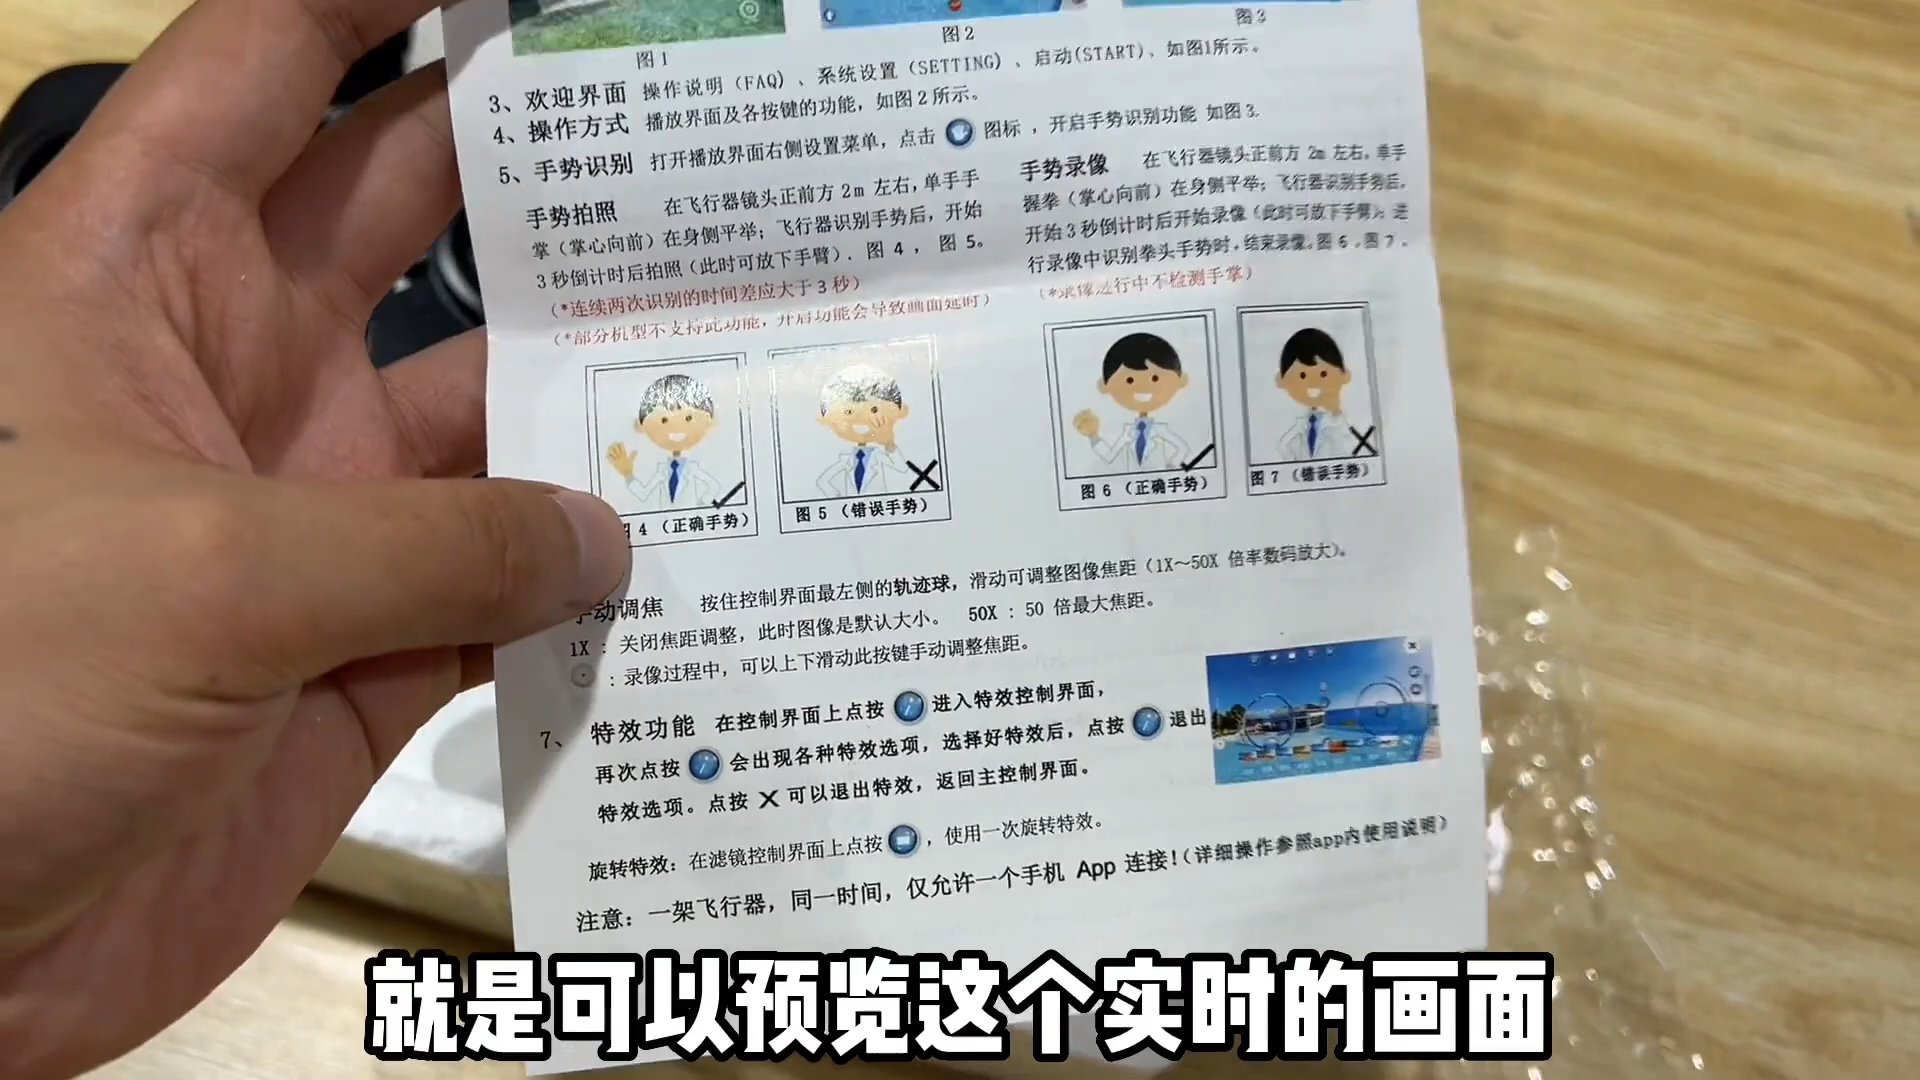 图1
图2
图3
3、欢迎界面 操作说明（FAQ）、系统设置（SETTING）、启动(START)、如图1所示。
4、操作方式 播放界面及各按键的功能，如图2所示。
5、手势识别 打开播放界面右侧设置菜单，点击 图标，开启手势识别功能 如图3.
手势拍照 在飞行器镜头正前方2m左右，单手手
掌（掌心向前）在身侧平举；飞行器识别手势后，开始
3秒倒计时后拍照（此时可放下手臂）. 图4，图5。
（*连续两次识别的时间差应大于3秒）
（*部分机型不支持此功能，开启功能会导致画面延时）
手势录像 在飞行器镜头正前方 2m 左右，单手
握拳（掌心向前）在身侧平举；飞行器识别手势后，
开始3秒倒计时后开始录像（此时可放下手臂）；进
行录像中识别拳头手势时，结束录像。图6，图7。
（*录像进行中不检测手掌）
图4（正确手势）
图5（错误手势）
图6（正确手势）
图7（错误手势）
手动调焦 按住控制界面最左侧的轨迹球，滑动可调整图像焦距（1X～50X 倍率数码放大）。
1X：关闭焦距调整，此时图像是默认大小。 50X：50 倍最大焦距。
：录像过程中，可以上下滑动此按键手动调整焦距。
7、特效功能 在控制界面上点按 进入特效控制界面，
再次点按 会出现各种特效选项，选择好特效后，点按 退出
特效选项。点按 X 可以退出特效，返回主控制界面。
旋转特效：在滤镜控制界面上点按 ，使用一次旋转特效。
注意：一架飞行器，同一时间，仅允许一个手机 App 连接！（详细操作参照app内使用说明）
就是可以预览这个实时的画面